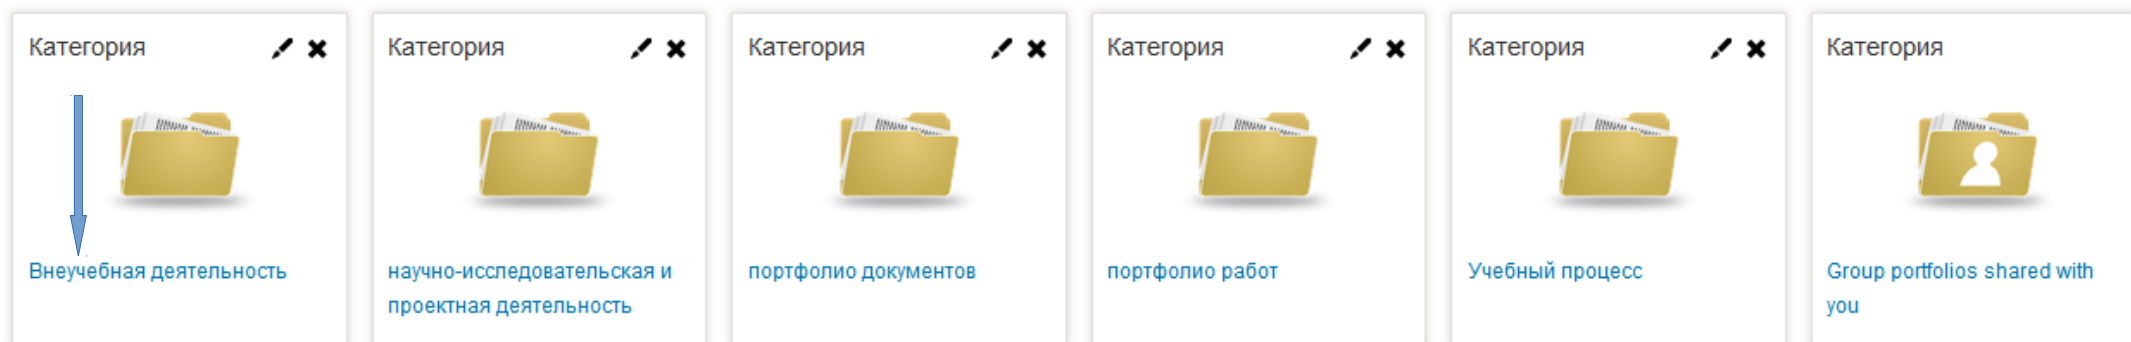 Категория
Внеучебная деятельность
Категория
научно-исследовательская и
проектная деятельность
Категория
портфолио документов
Категория
портфолио работ
Категория
Учебный процесс
Категория
Group portfolios shared with
you